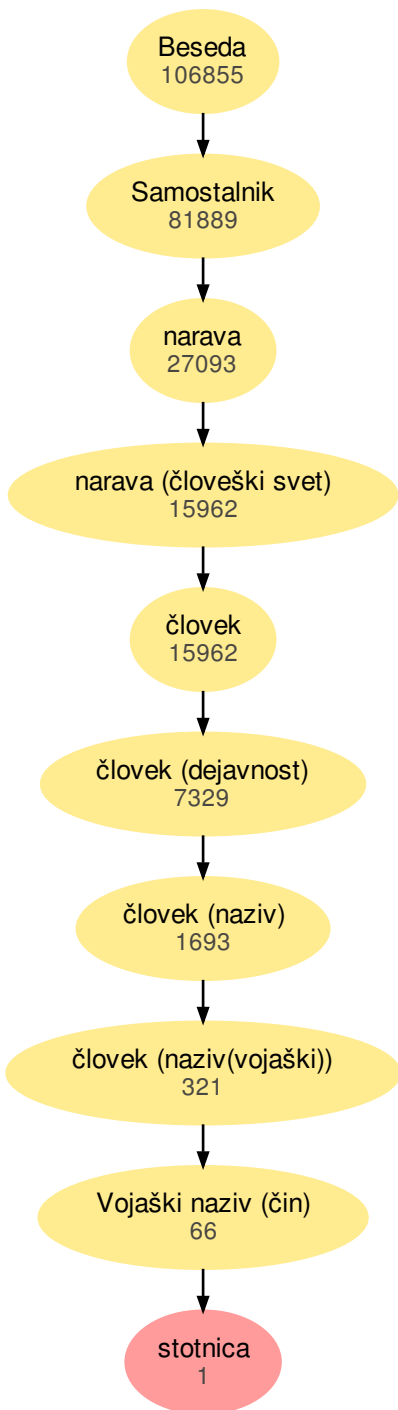 Beseda
106855
Samostalnik
81889
narava
27093
narava (človeški svet)
15962
človek
15962
človek (dejavnost)
7329
človek (naziv)
1693
človek (naziv(vojaški))
321
Vojaški naziv (čin)
66
stotnica
1